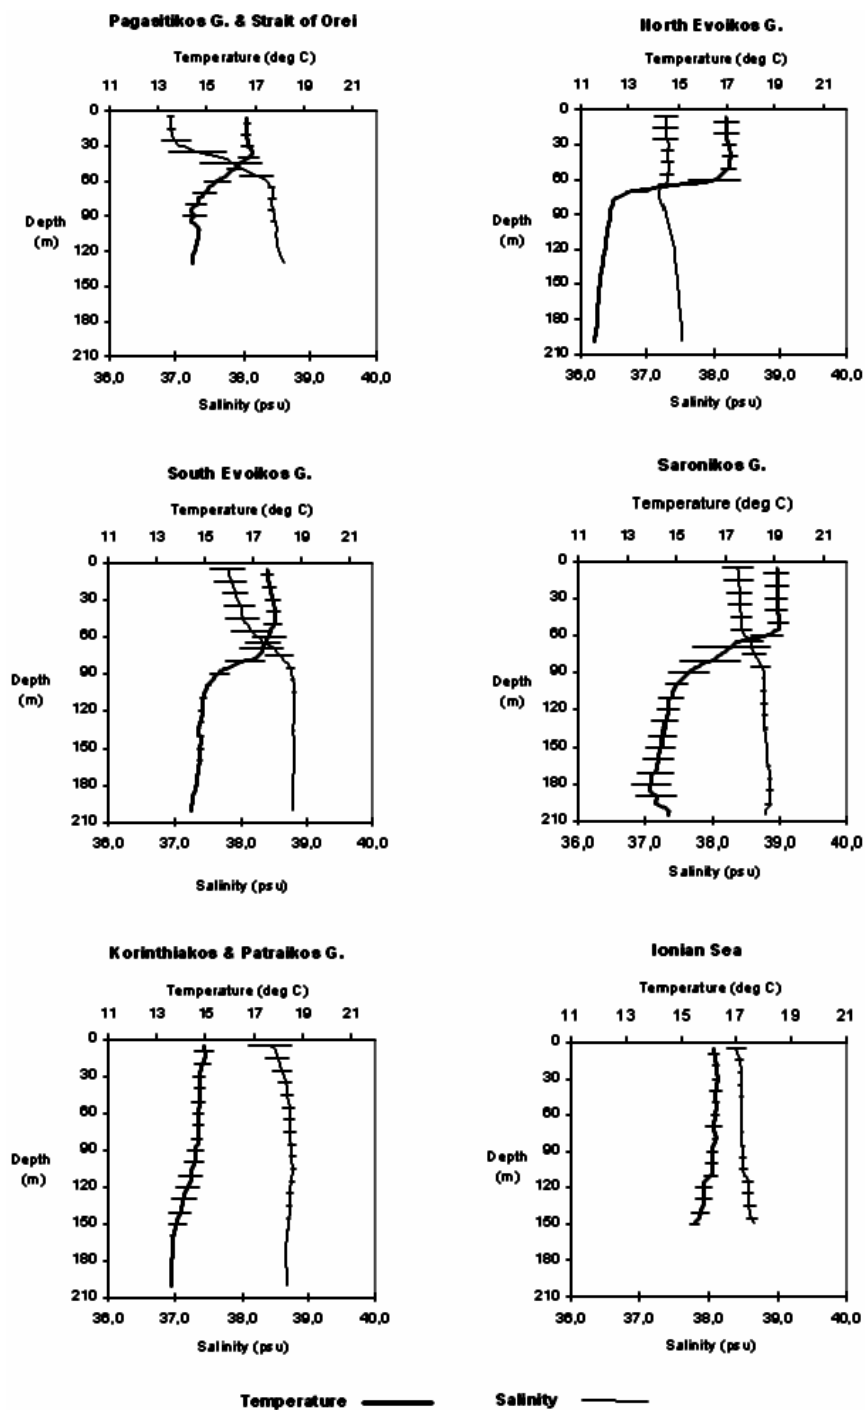 Pagasitikos G. & Strait of Orei
Temperature (deg C)
11 13 15 17 19 21
0
30
60
90
120
150
180
210
Depth
(m)
36,0 37,0 38,0 39,0 40,0
Salinity (psu)
North Evoikos G.
Temperature (deg C)
11 13 15 17 19 21
0
30
60
90
120
150
180
210
Depth
(m)
36,0 37,0 38,0 39,0 40,0
Salinity (psu)
South Evoikos G.
Temperature (deg C)
11 13 15 17 19 21
0
30
60
90
120
150
180
210
Depth
(m)
36,0 37,0 38,0 39,0 40,0
Salinity (psu)
Saronikos G.
Temperature (deg C)
11 13 15 17 19 21
0
30
60
90
120
150
180
210
Depth
(m)
36,0 37,0 38,0 39,0 40,0
Salinity (psu)
Korinthiakos & Patraikos G.
Temperature (deg C)
11 13 15 17 19 21
0
30
60
90
120
150
180
210
Depth
(m)
36,0 37,0 38,0 39,0 40,0
Salinity (psu)
Ionian Sea
Temperature (deg C)
11 13 15 17 19 21
0
30
60
90
120
150
180
210
Depth
(m)
36,0 37,0 38,0 39,0 40,0
Salinity (psu)
Temperature Salinity